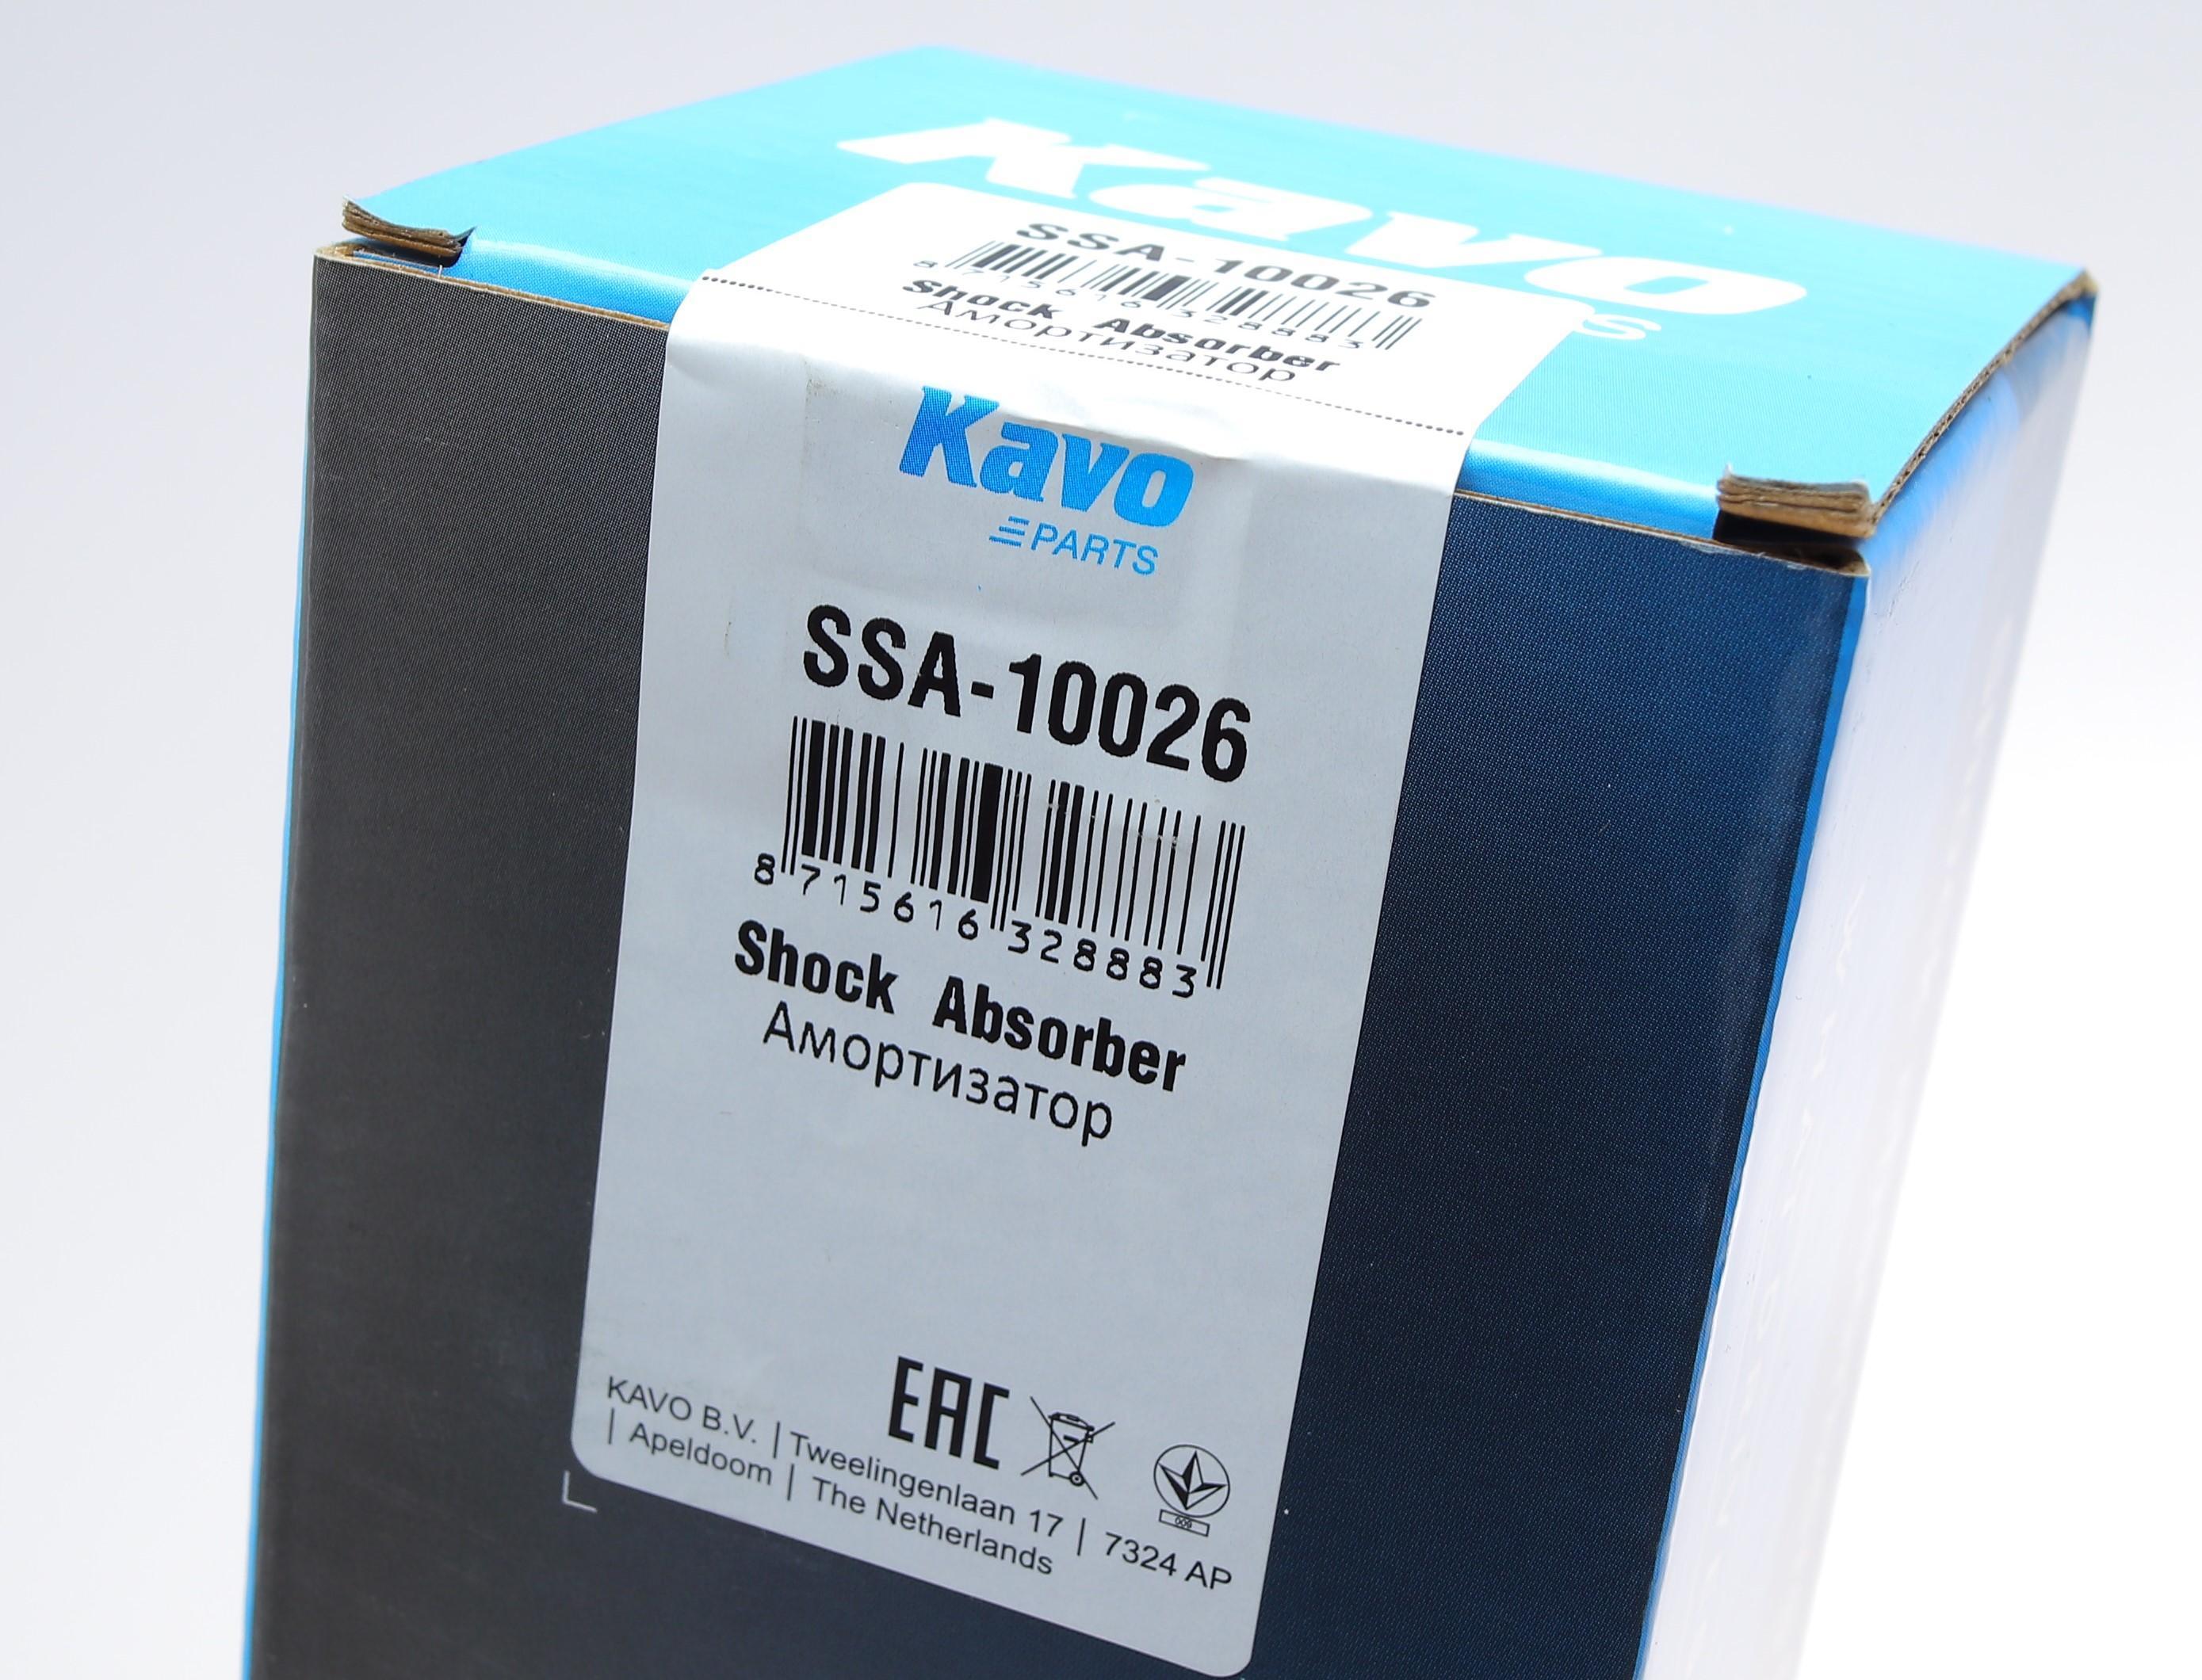 Kavo
SSA-10026
8 715616 328883
Shock Absorber
Амортизатор
Kavo
PARTS
SSA-10026
8 715616 328883
Shock Absorber
Амортизатор
EAC
009
KAVO B.V. | Tweelingenlaan 17 | 7324 AP
| Apeldoom | The Netherlands